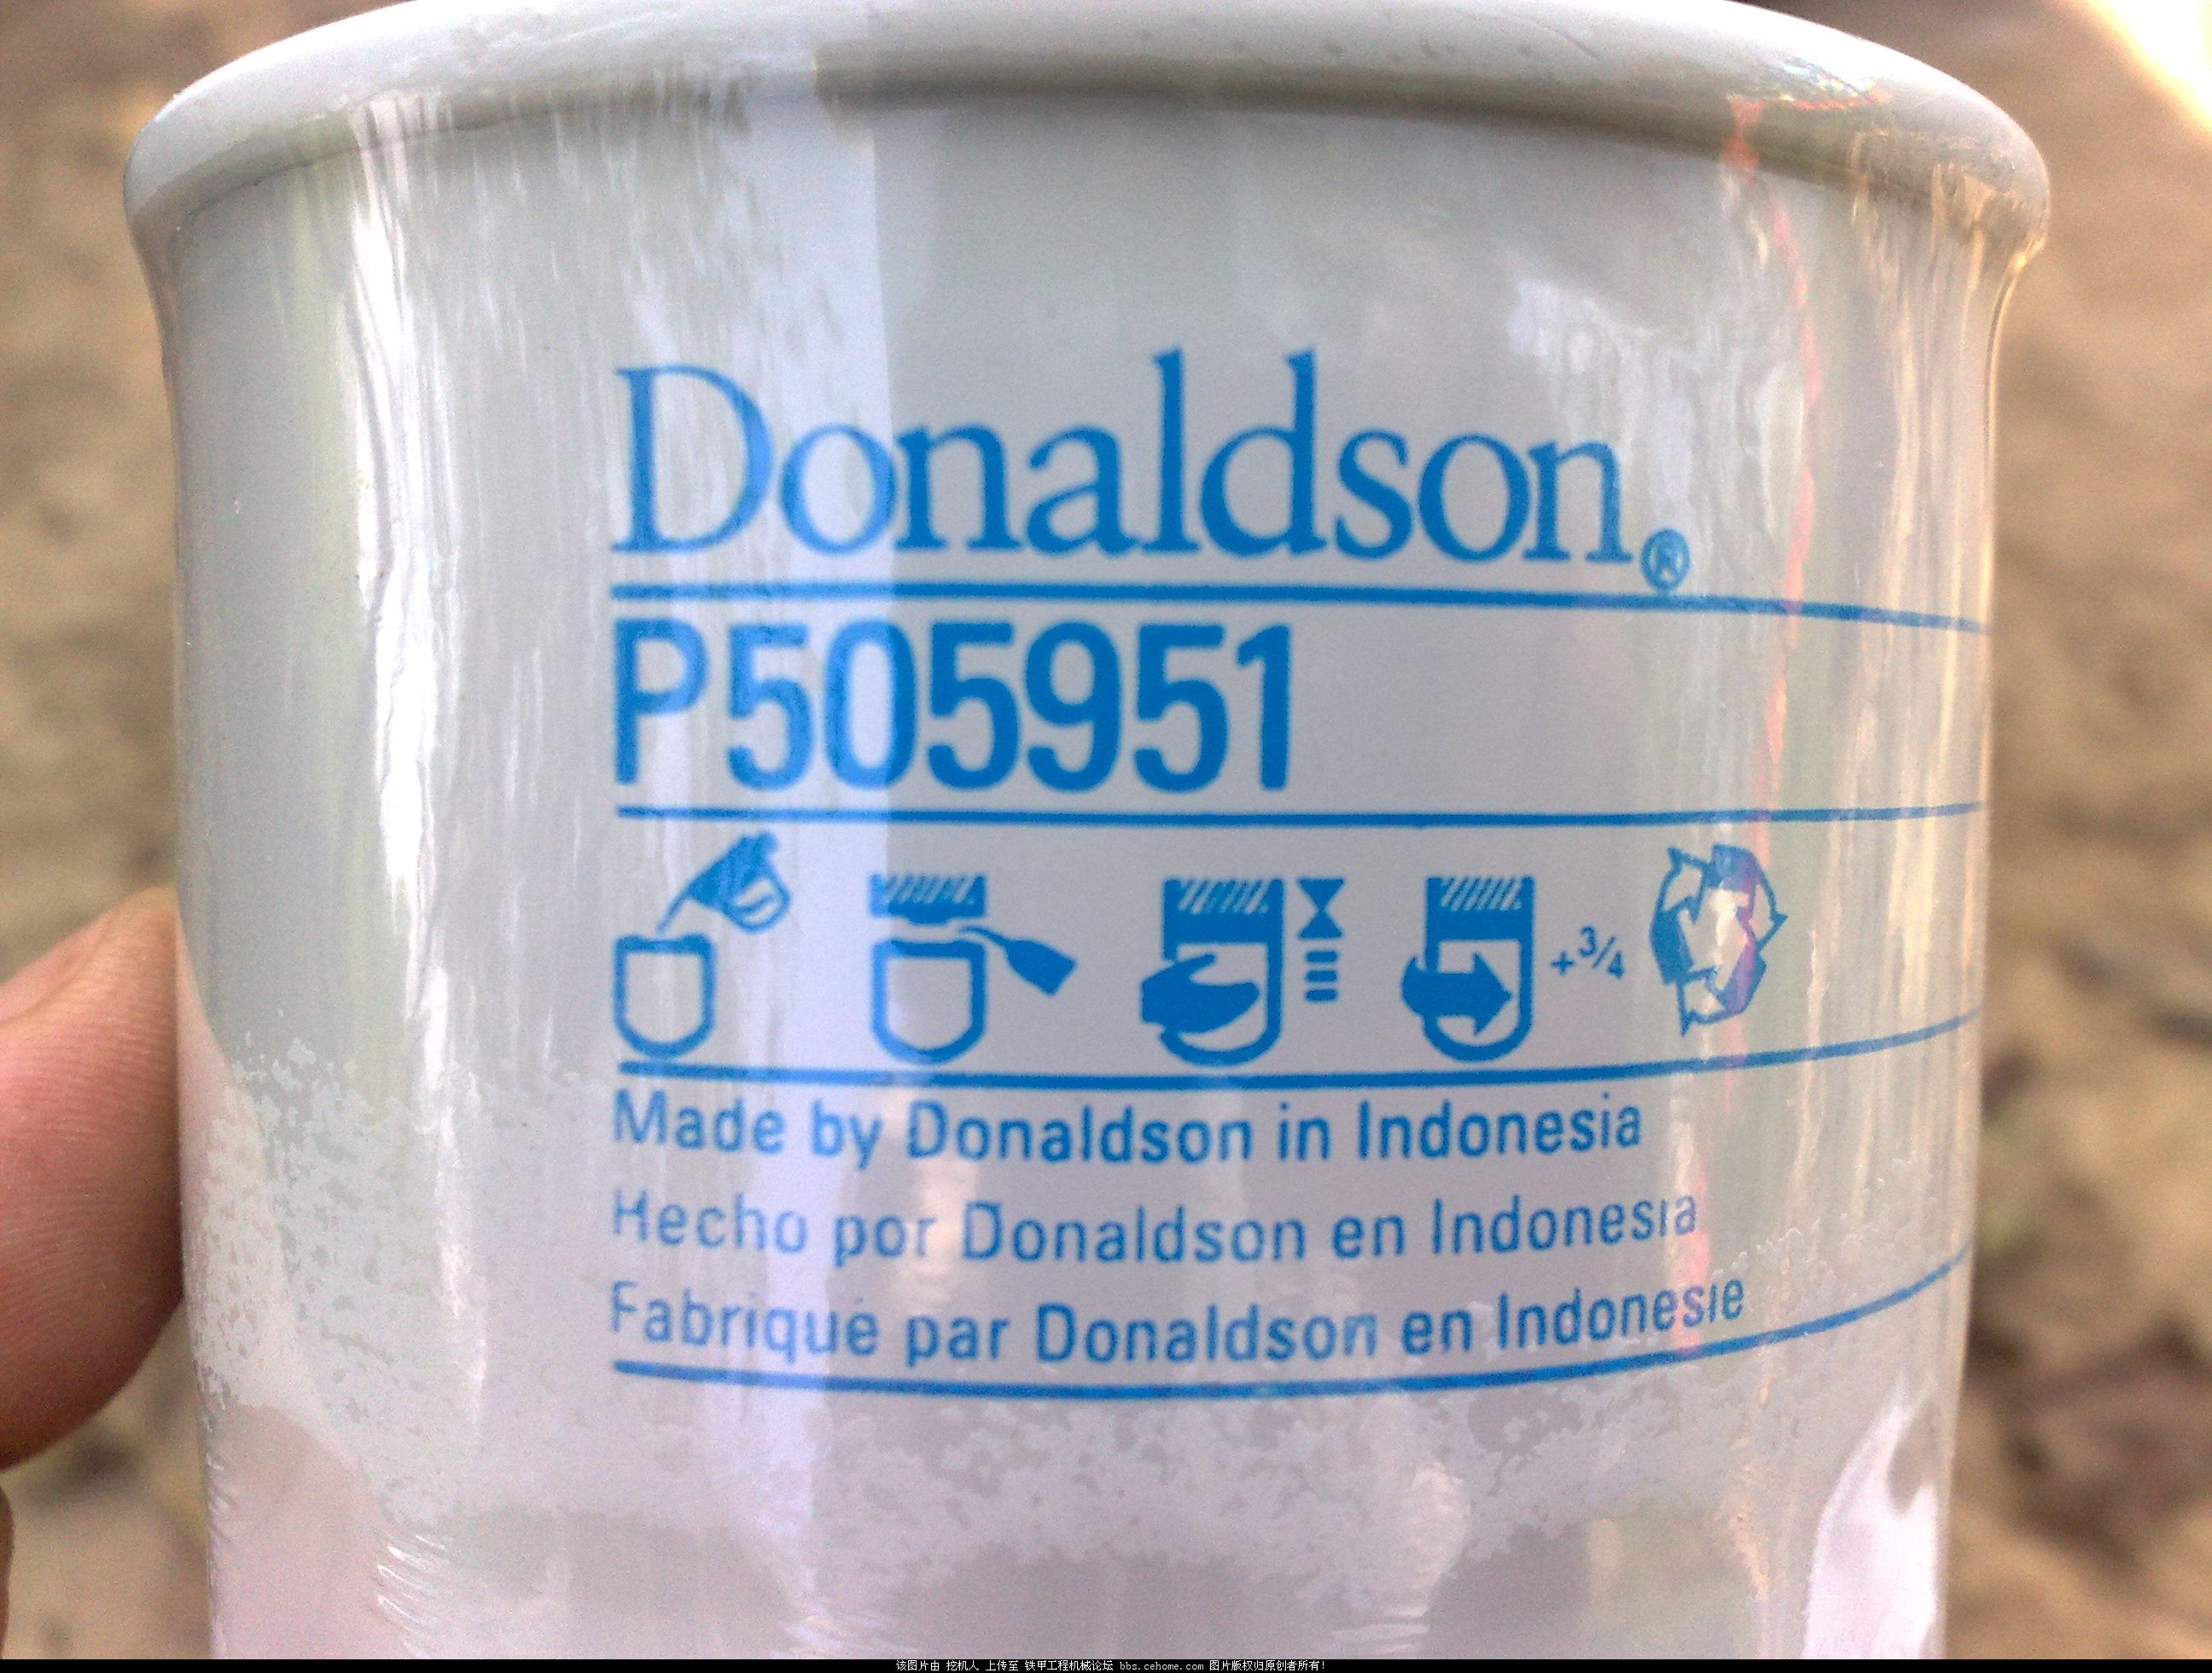 Donaldson®
P505951
+3/4
Made by Donaldson in Indonesia
Hecho por Donaldson en Indonesia
Fabrique par Donaldson en Indonesie
该图片由 挖机人 上传至 铁甲工程机械论坛 bbs.cehome.com 图片版权归原创者所有!